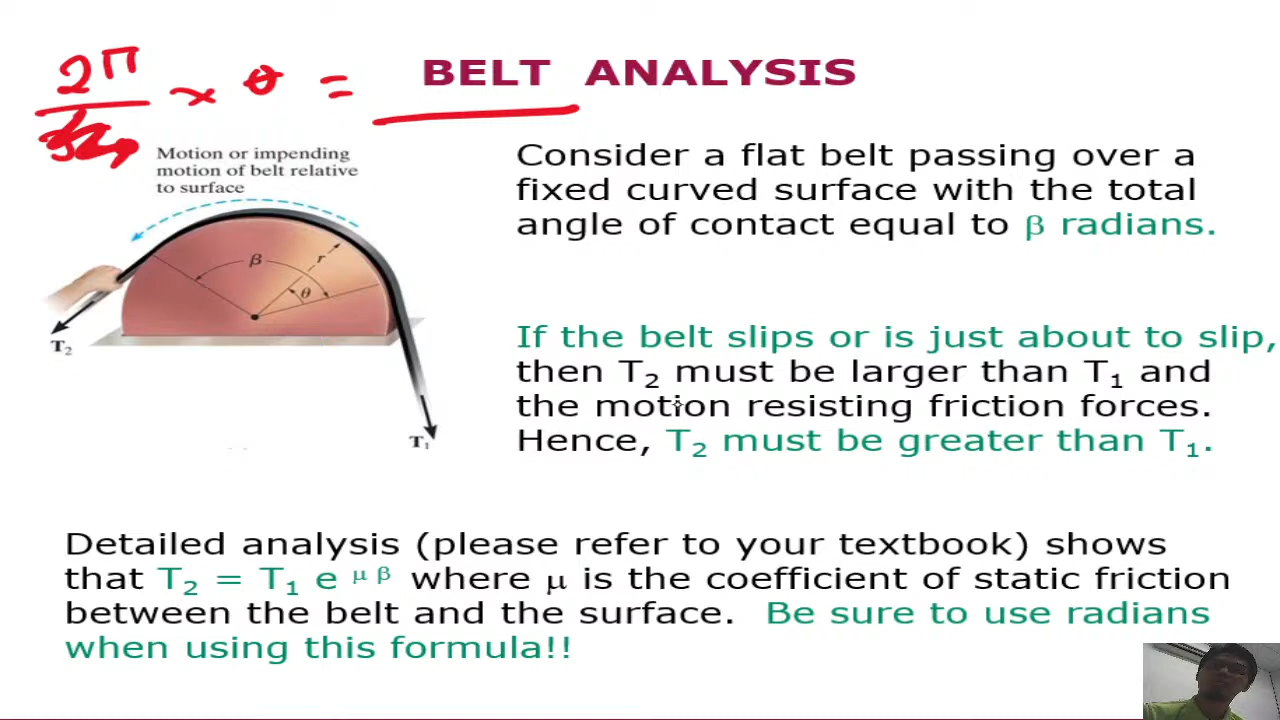 2π
× θ =
BELT ANALYSIS
Motion or impending
motion of belt relative
to surface
β
r
θ
T2
T1
Consider a flat belt passing over a
fixed curved surface with the total
angle of contact equal to β radians.
If the belt slips or is just about to slip,
then T2 must be larger than T1 and
the motion resisting friction forces.
Hence, T2 must be greater than T1.
Detailed analysis (please refer to your textbook) shows
that T2 = T1 e μ β where μ is the coefficient of static friction
between the belt and the surface. Be sure to use radians
when using this formula!!